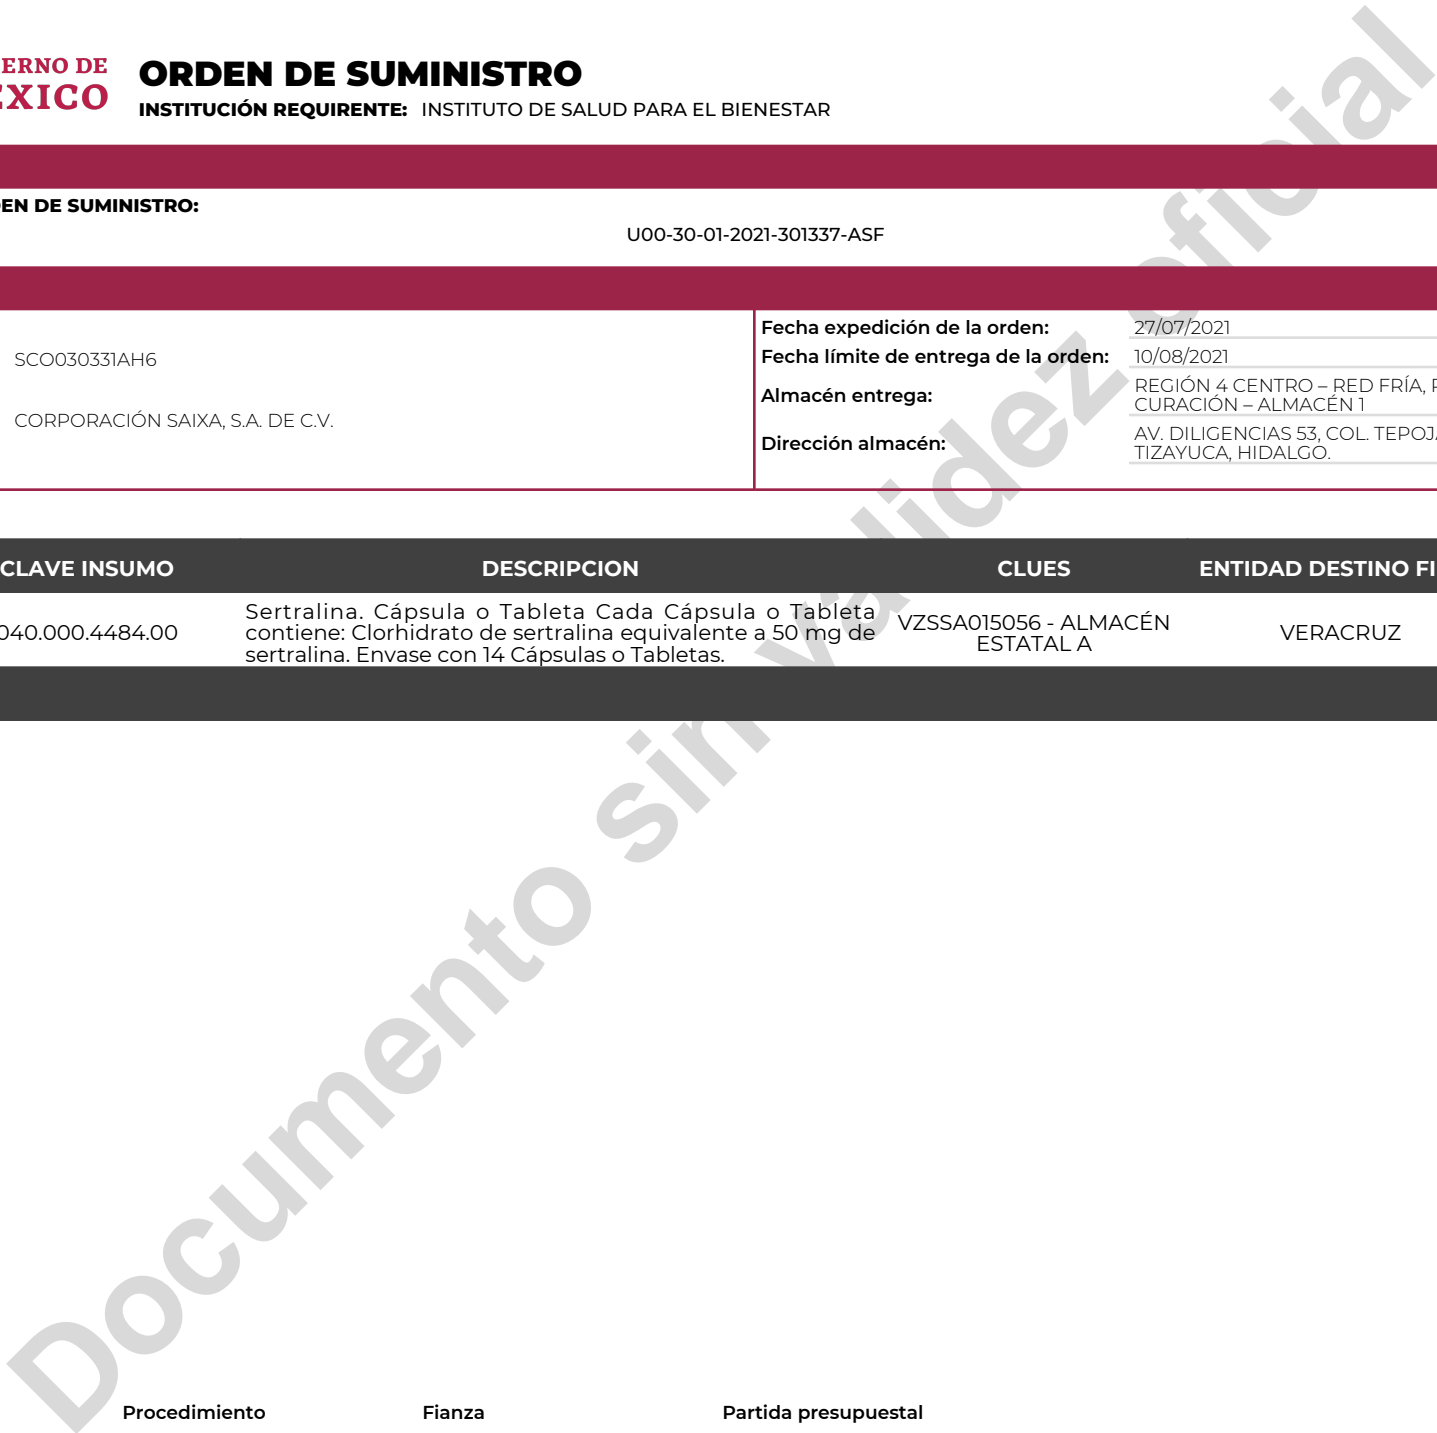 ERNO DE
EXICO
ORDEN DE SUMINISTRO
INSTITUCIÓN REQUIRENTE: INSTITUTO DE SALUD PARA EL BIENESTAR
EN DE SUMINISTRO:
U00-30-01-2021-301337-ASF
SCO030331AH6
CORPORACIÓN SAIXA, S.A. DE C.V.
Fecha expedición de la orden: 27/07/2021
Fecha límite de entrega de la orden: 10/08/2021
Almacén entrega: REGIÓN 4 CENTRO – RED FRÍA,
CURACIÓN – ALMACÉN 1
Dirección almacén: AV. DILIGENCIAS 53, COL. TEPOJ
TIZAYUCA, HIDALGO.
CLAVE INSUMO DESCRIPCION CLUES ENTIDAD DESTINO FI
040.000.4484.00
Sertralina. Cápsula o Tableta Cada Cápsula o Tableta
contiene: Clorhidrato de sertralina equivalente a 50 mg de
sertralina. Envase con 14 Cápsulas o Tabletas.
VZSSA015056 - ALMACÉN
ESTATAL A
VERACRUZ
Documento sin validez oficial
Procedimiento Fianza Partida presupuestal